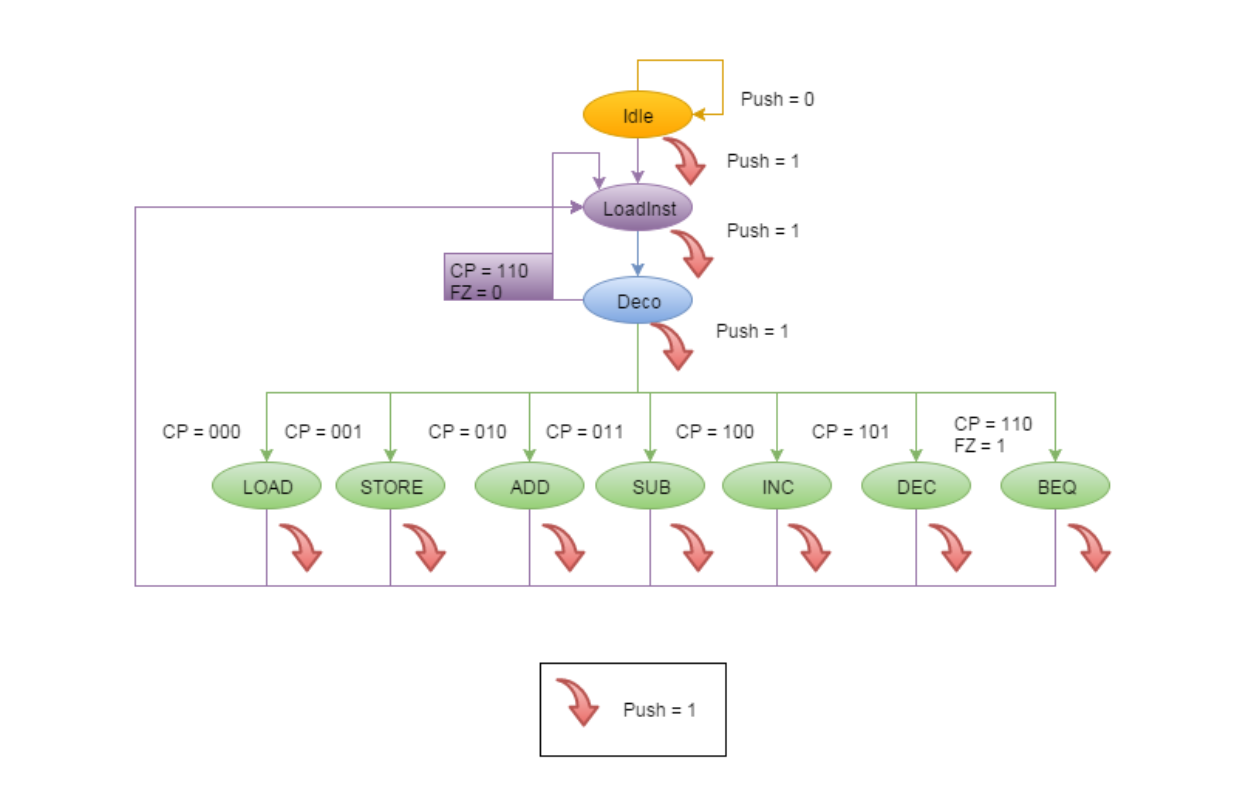 Push = 0
Idle
Push = 1
LoadInst
Push = 1
CP = 110
FZ = 0
Deco
Push = 1
CP = 000
CP = 001
CP = 010
CP = 011
CP = 100
CP = 101
CP = 110
FZ = 1
LOAD
STORE
ADD
SUB
INC
DEC
BEQ
Push = 1